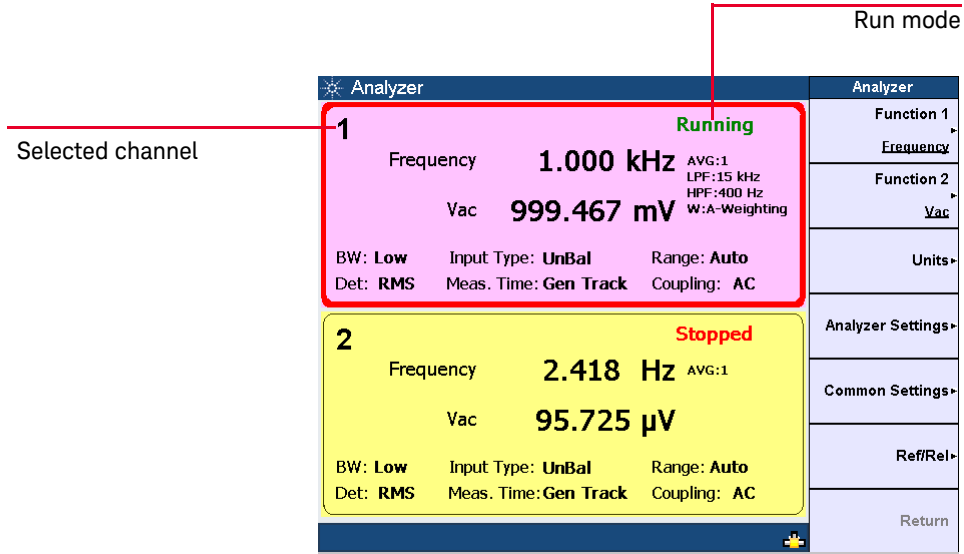 Run mode
Selected channel
Analyzer
1
Running
Frequency 1.000 kHz
AVG:1
LPF:15 kHz
HPF:400 Hz
W:A-Weighting
Vac 999.467 mV
BW: Low Input Type: UnBal Range: Auto
Det: RMS Meas. Time: Gen Track Coupling: AC
2
Stopped
Frequency 2.418 Hz AVG:1
Vac 95.725 µV
BW: Low Input Type: UnBal Range: Auto
Det: RMS Meas. Time: Gen Track Coupling: AC
Analyzer
Function 1
Frequency
Function 2
Vac
Units
Analyzer Settings
Common Settings
Ref/Rel
Return